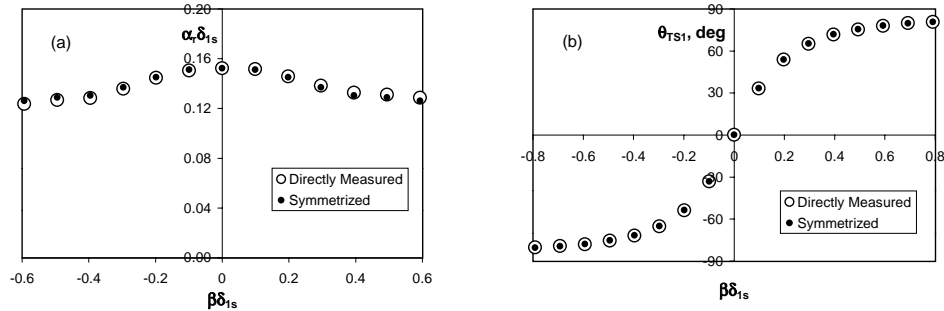 (a)
αᵣδ₁ₛ
0.20
0.16
0.12
0.08
0.04
0.00
-0.6 -0.4 -0.2 0 0.2 0.4 0.6
βδ₁ₛ
Directly Measured
Symmetrized
(b)
θTS1, deg
90
60
30
0
-30
-60
-90
-0.8 -0.6 -0.4 -0.2 0 0.2 0.4 0.6 0.8
Directly Measured
Symmetrized
βδ₁ₛ